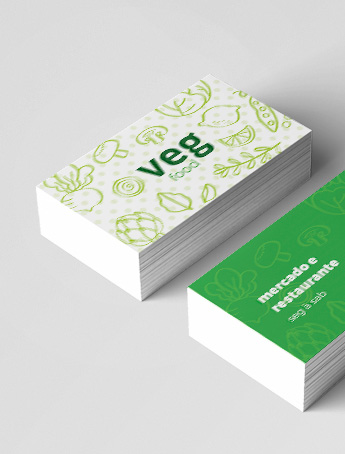 veg
food
mercado e
restaurante
seg à sab